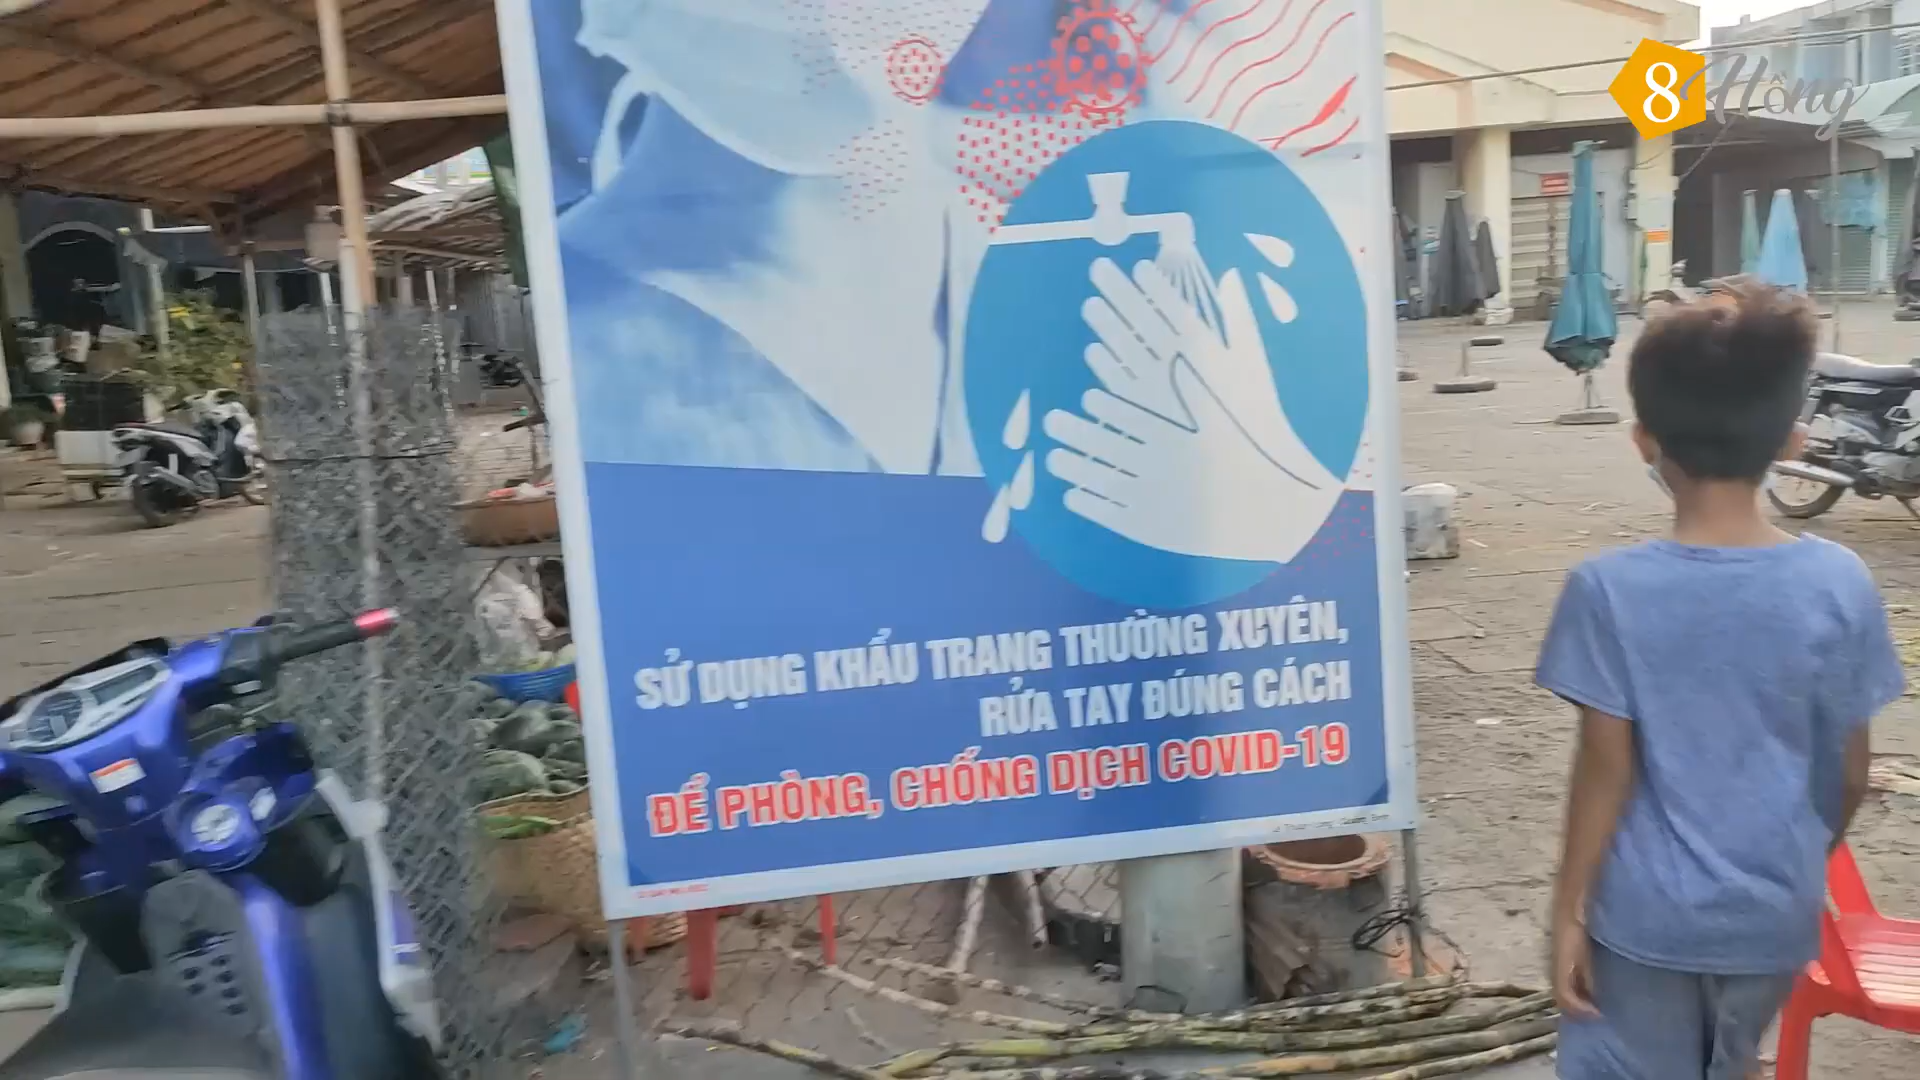 8 Hồng
SỬ DỤNG KHẨU TRANG THƯỜNG XUYÊN,
RỬA TAY ĐÚNG CÁCH
ĐỂ PHÒNG, CHỐNG DỊCH COVID-19